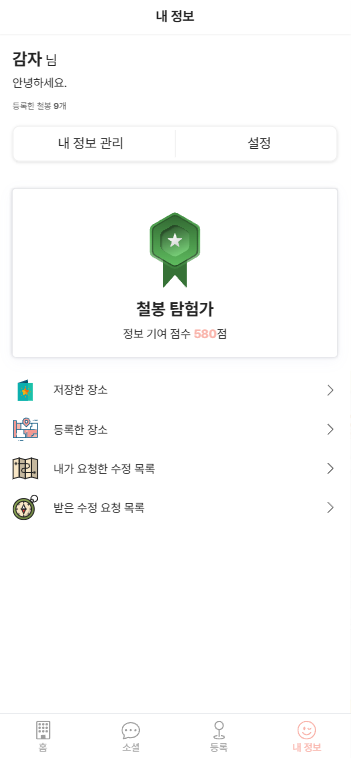 내 정보
감자 님
안녕하세요.
등록한 철봉 9개
내 정보 관리
설정
철봉 탐험가
정보 기여 점수 580점
저장한 장소
등록한 장소
내가 요청한 수정 목록
받은 수정 요청 목록
홈
소셜
등록
내 정보